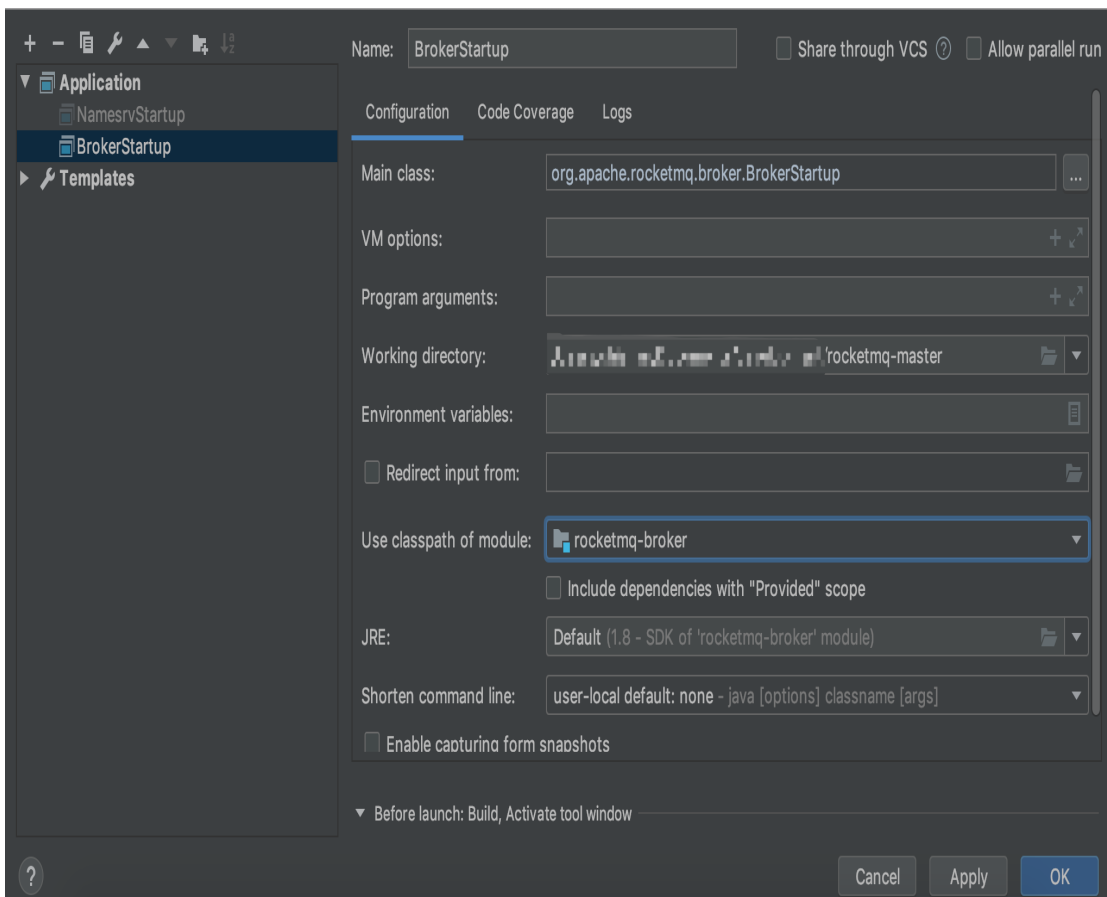 Name: BrokerStartup Share through VCS ? Allow parallel run
Application
NamesrvStartup
BrokerStartup
Templates
Configuration Code Coverage Logs
Main class: org.apache.rocketmq.broker.BrokerStartup ...
VM options:
Program arguments:
Working directory: /rocketmq-master
Environment variables:
Redirect input from:
Use classpath of module: rocketmq-broker
Include dependencies with "Provided" scope
JRE: Default (1.8 - SDK of 'rocketmq-broker' module)
Shorten command line: user-local default: none - java [options] classname [args]
Enable capturing form snapshots
Before launch: Build, Activate tool window
? Cancel Apply OK